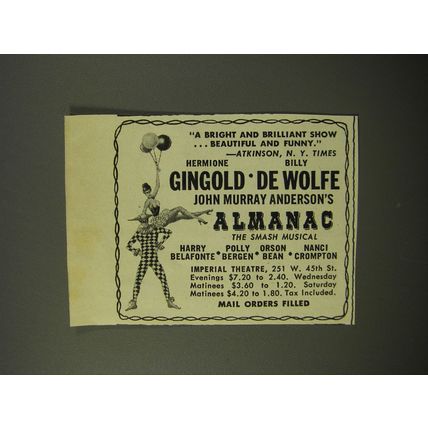 "A BRIGHT AND BRILLIANT SHOW
... BEAUTIFUL AND FUNNY."
—ATKINSON, N. Y. TIMES
HERMIONE BILLY
GINGOLD • DE WOLFE
JOHN MURRAY ANDERSON'S
ALMANAC
THE SMASH MUSICAL
HARRY POLLY ORSON NANCI
BELAFONTE • BERGEN • BEAN • CROMPTON
IMPERIAL THEATRE, 251 W. 45th St.
Evenings $7.20 to 2.40. Wednesday
Matinees $3.60 to 1.20. Saturday
Matinees $4.20 to 1.80. Tax Included.
MAIL ORDERS FILLED